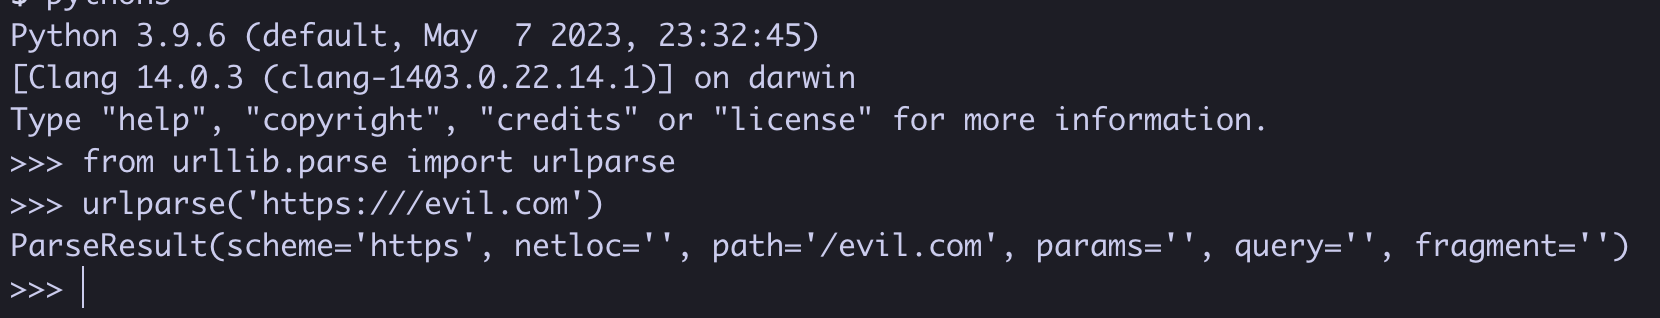 $ python3
Python 3.9.6 (default, May  7 2023, 23:32:45)
[Clang 14.0.3 (clang-1403.0.22.14.1)] on darwin
Type "help", "copyright", "credits" or "license" for more information.
>>> from urllib.parse import urlparse
>>> urlparse('https:///evil.com')
ParseResult(scheme='https', netloc='', path='/evil.com', params='', query='', fragment='')
>>>